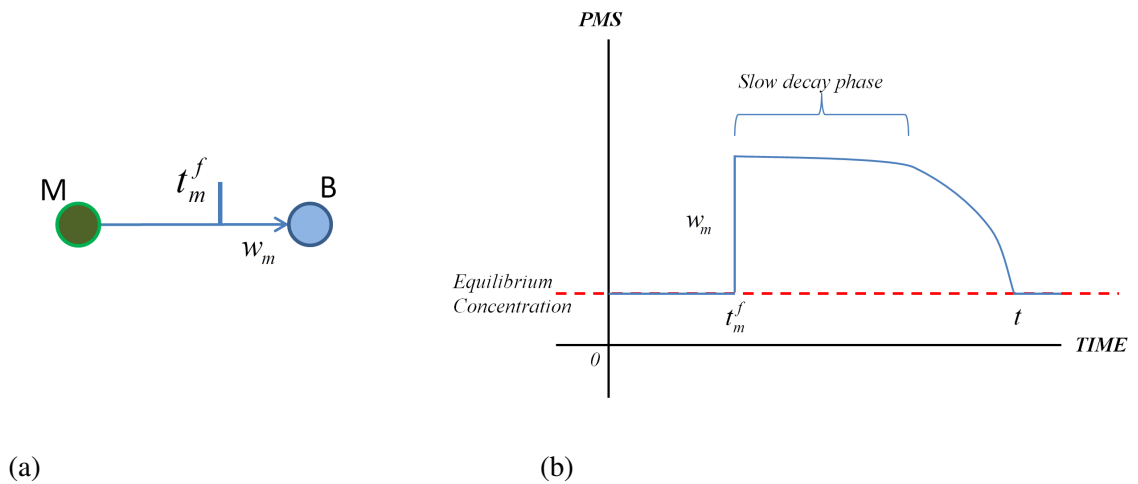 M
t_m^f
B
w_m
(a)
PMS
Slow decay phase
w_m
Equilibrium
Concentration
t_m^f
t
0
TIME
(b)